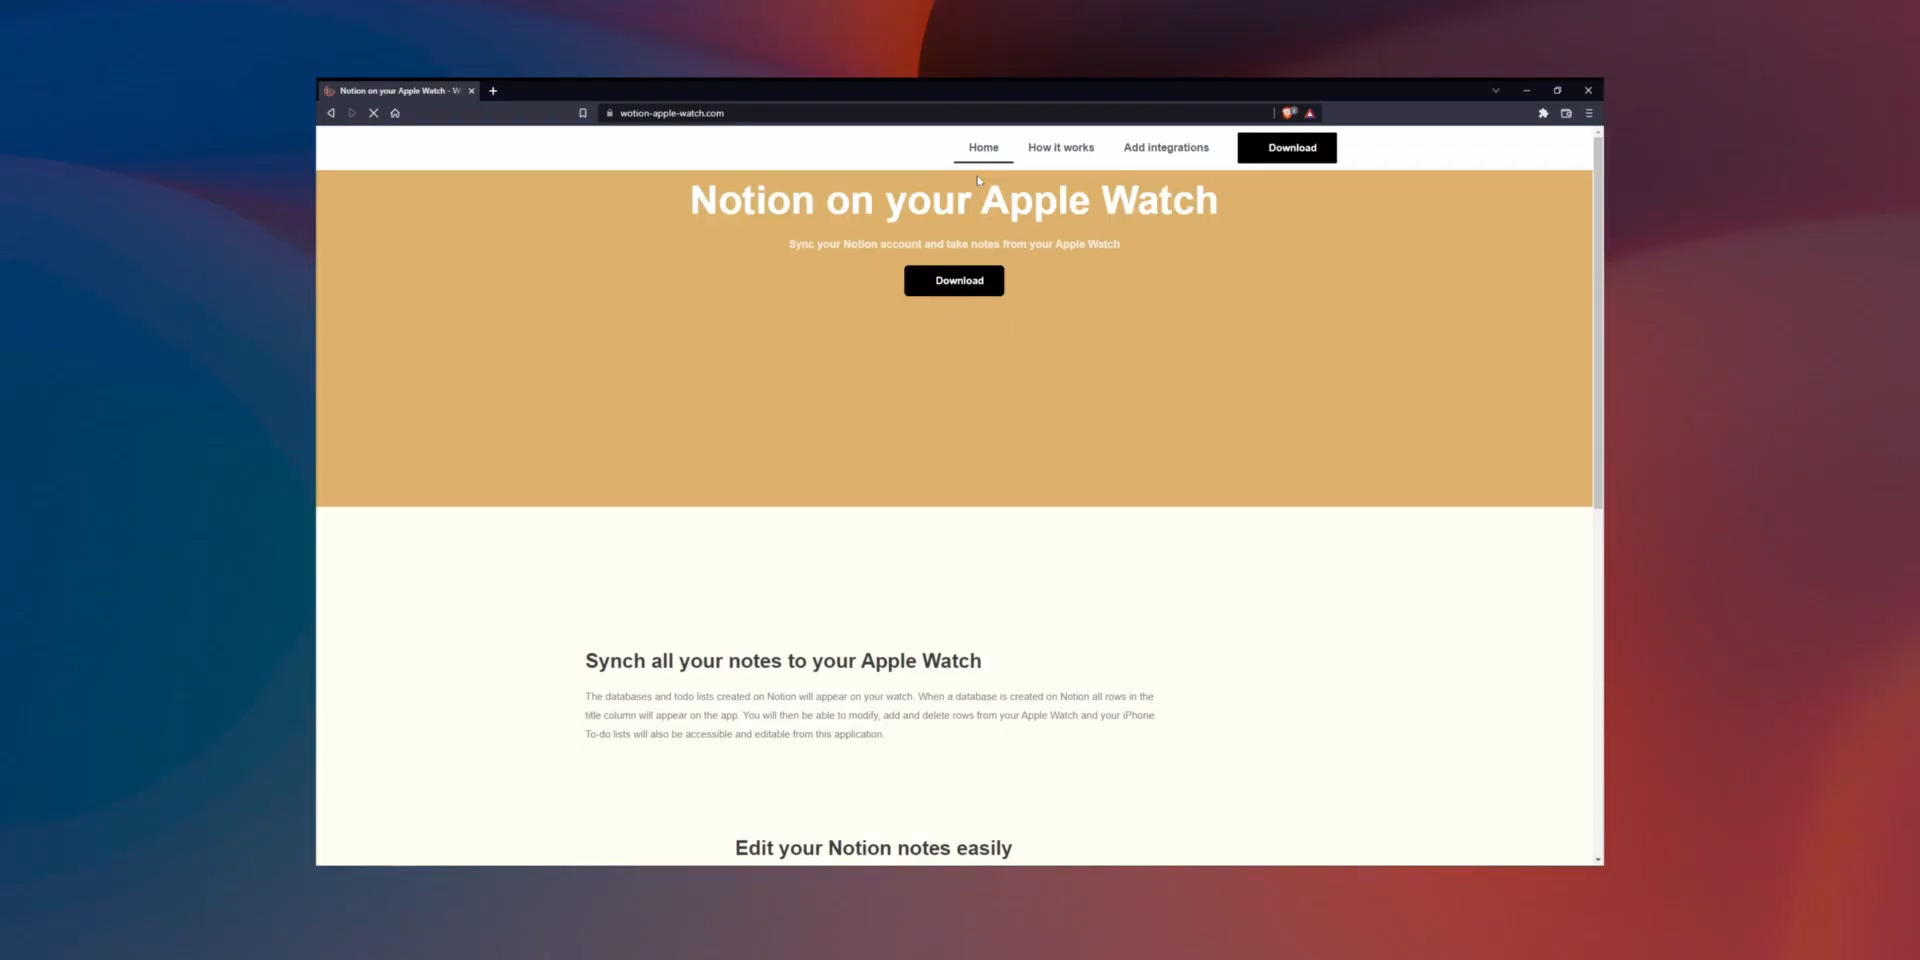 Notion on your Apple Watch - W
wotion-apple-watch.com
Home How it works Add integrations Download
Notion on your Apple Watch
Sync your Notion account and take notes from your Apple Watch
Download
Synch all your notes to your Apple Watch
The databases and todo lists created on Notion will appear on your watch. When a database is created on Notion all rows in the
title column will appear on the app. You will then be able to modify, add and delete rows from your Apple Watch and your iPhone.
To-do lists will also be accessible and editable from this application.
Edit your Notion notes easily